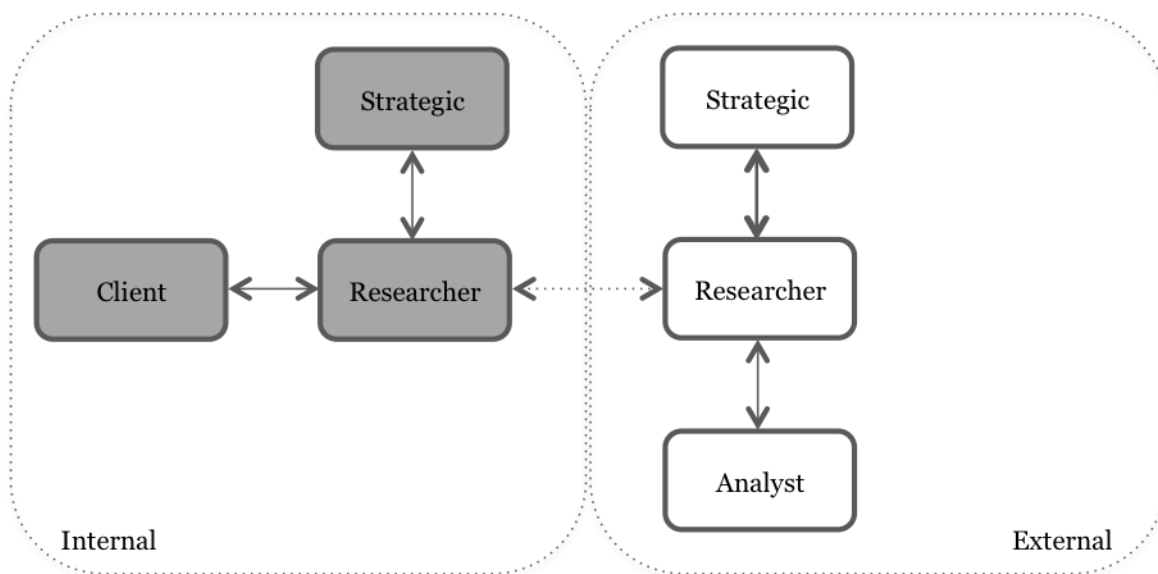 Strategic
Strategic
Client
Researcher
Researcher
Analyst
Internal
External